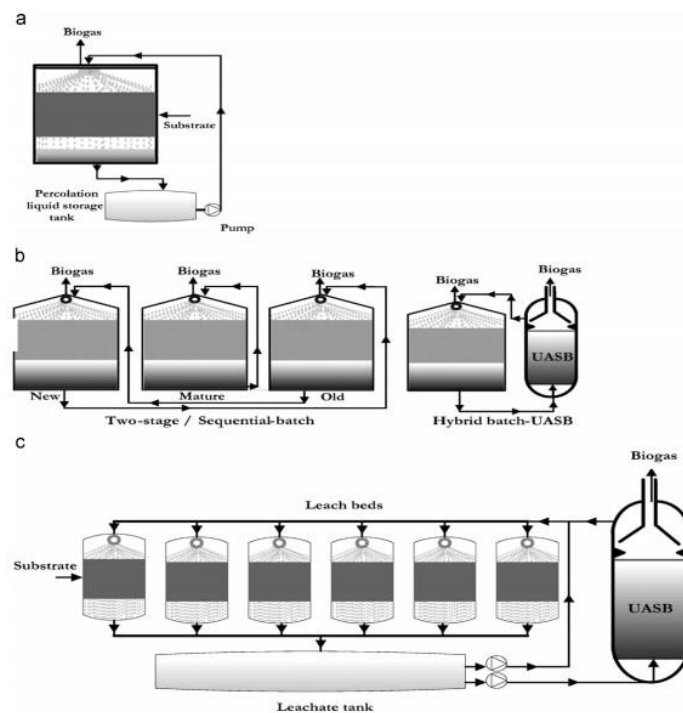 a
Biogas
Substrate
Percolation
liquid storage
tank
Pump
b
Biogas
Biogas
Biogas
Biogas
Biogas
UASB
New
Mature
Old
Two-stage / Sequential-batch
Hybrid batch-UASB
c
Biogas
Leach beds
Substrate
UASB
Leachate tank